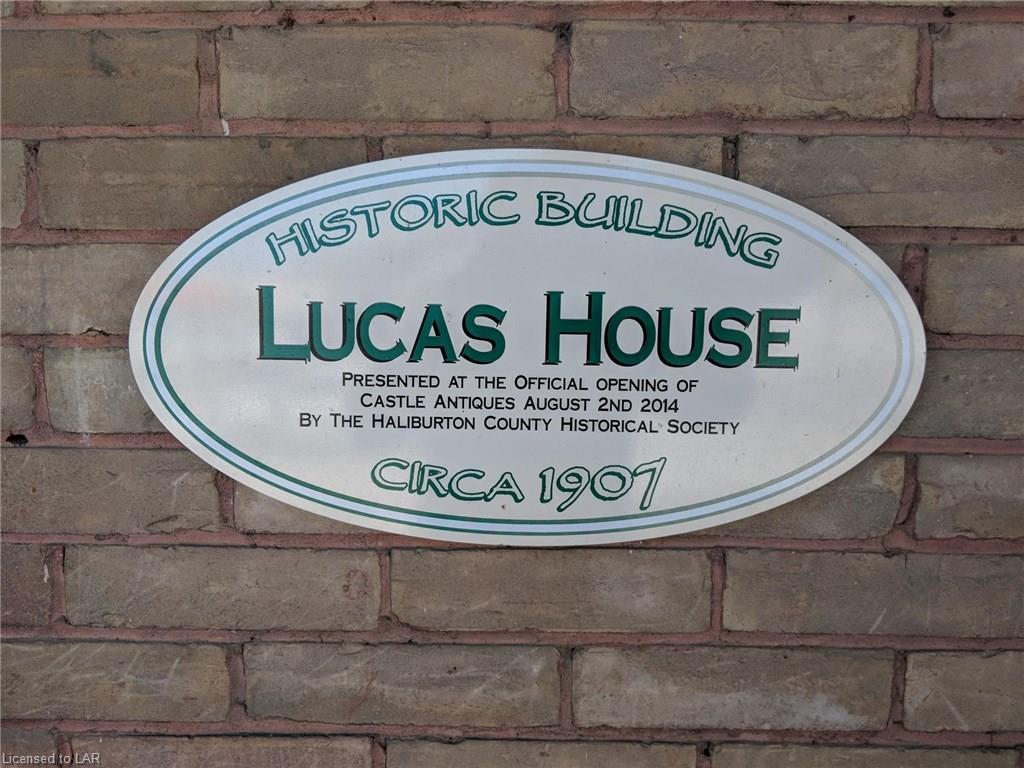 HISTORIC BUILDING
LUCAS HOUSE
PRESENTED AT THE OFFICIAL OPENING OF
CASTLE ANTIQUES AUGUST 2ND 2014
BY THE HALIBURTON COUNTY HISTORICAL SOCIETY
CIRCA 1907
Licensed to LAR